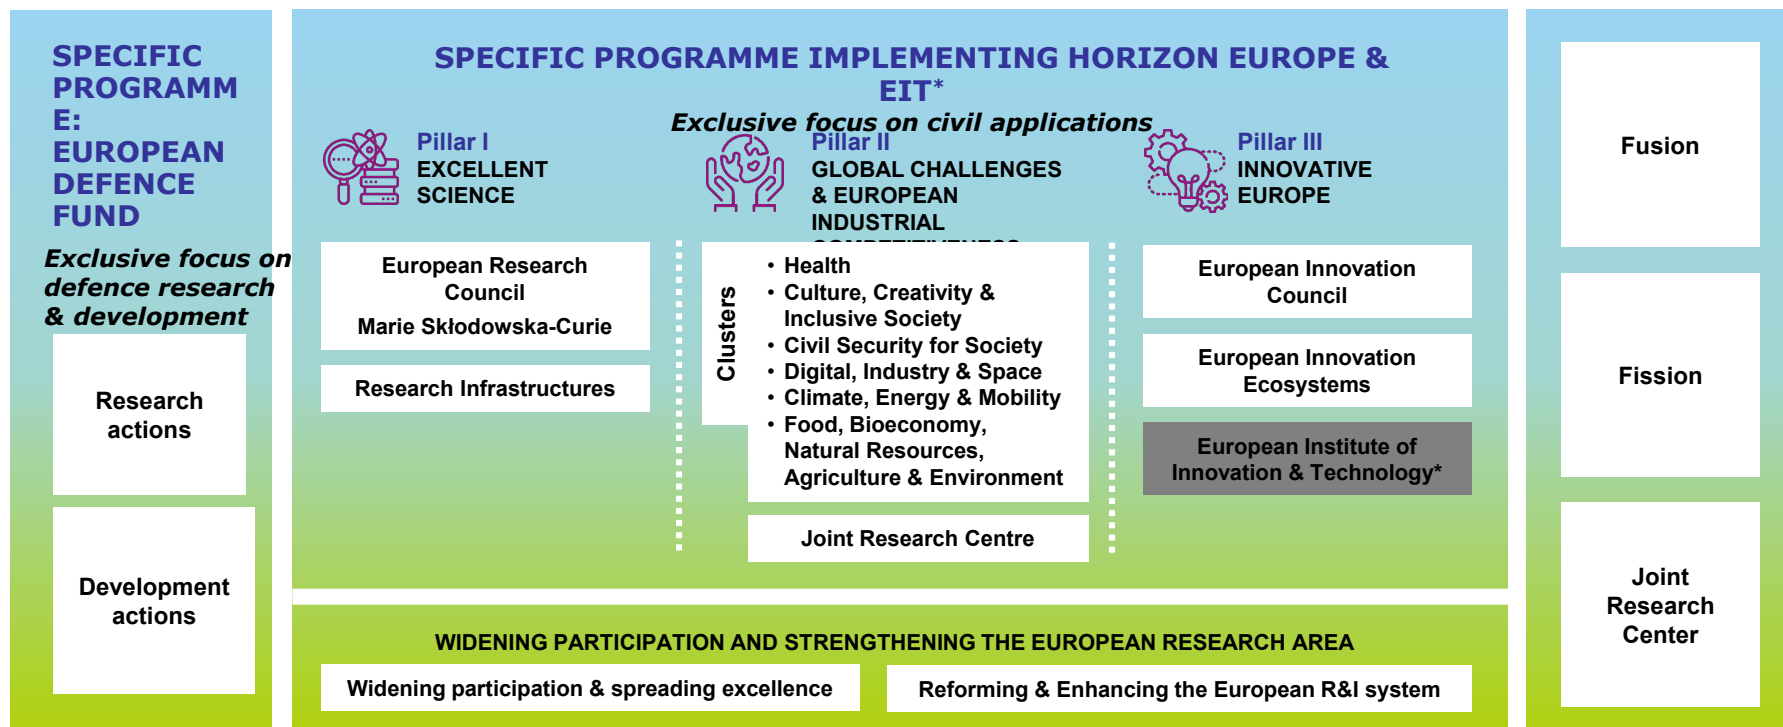 SPECIFIC
PROGRAMM
E:
EUROPEAN
DEFENCE
FUND
Exclusive focus on
defence research
& development
Research
actions
Development
actions
SPECIFIC PROGRAMME IMPLEMENTING HORIZON EUROPE &
EIT*
Exclusive focus on civil applications
Pillar I
EXCELLENT
SCIENCE
European Research
Council
Marie Skłodowska-Curie
Research Infrastructures
Pillar II
GLOBAL CHALLENGES
& EUROPEAN
INDUSTRIAL
COMPETITIVENESS
Clusters
• Health
• Culture, Creativity &
Inclusive Society
• Civil Security for Society
• Digital, Industry & Space
• Climate, Energy & Mobility
• Food, Bioeconomy,
Natural Resources,
Agriculture & Environment
Joint Research Centre
Pillar III
INNOVATIVE
EUROPE
European Innovation
Council
European Innovation
Ecosystems
European Institute of
Innovation & Technology*
WIDENING PARTICIPATION AND STRENGTHENING THE EUROPEAN RESEARCH AREA
Widening participation & spreading excellence
Reforming & Enhancing the European R&I system
Fusion
Fission
Joint
Research
Center